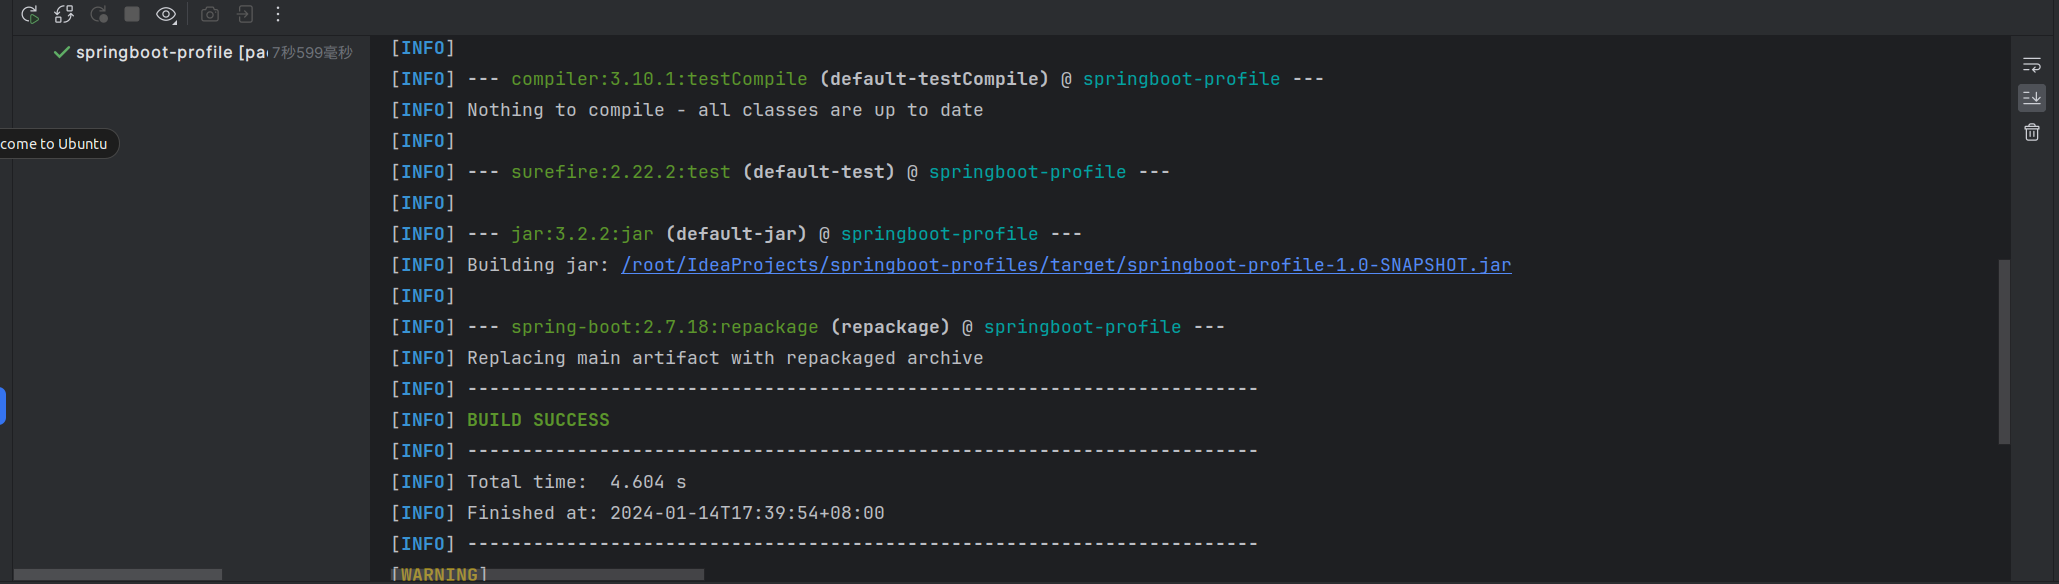 springboot-profile [pa 7秒599毫秒
come to Ubuntu
[INFO]
[INFO] --- compiler:3.10.1:testCompile (default-testCompile) @ springboot-profile ---
[INFO] Nothing to compile - all classes are up to date
[INFO]
[INFO] --- surefire:2.22.2:test (default-test) @ springboot-profile ---
[INFO]
[INFO] --- jar:3.2.2:jar (default-jar) @ springboot-profile ---
[INFO] Building jar: /root/IdeaProjects/springboot-profiles/target/springboot-profile-1.0-SNAPSHOT.jar
[INFO]
[INFO] --- spring-boot:2.7.18:repackage (repackage) @ springboot-profile ---
[INFO] Replacing main artifact with repackaged archive
[INFO] ------------------------------------------------------------------------
[INFO] BUILD SUCCESS
[INFO] ------------------------------------------------------------------------
[INFO] Total time:  4.604 s
[INFO] Finished at: 2024-01-14T17:39:54+08:00
[INFO] ------------------------------------------------------------------------
[WARNING]